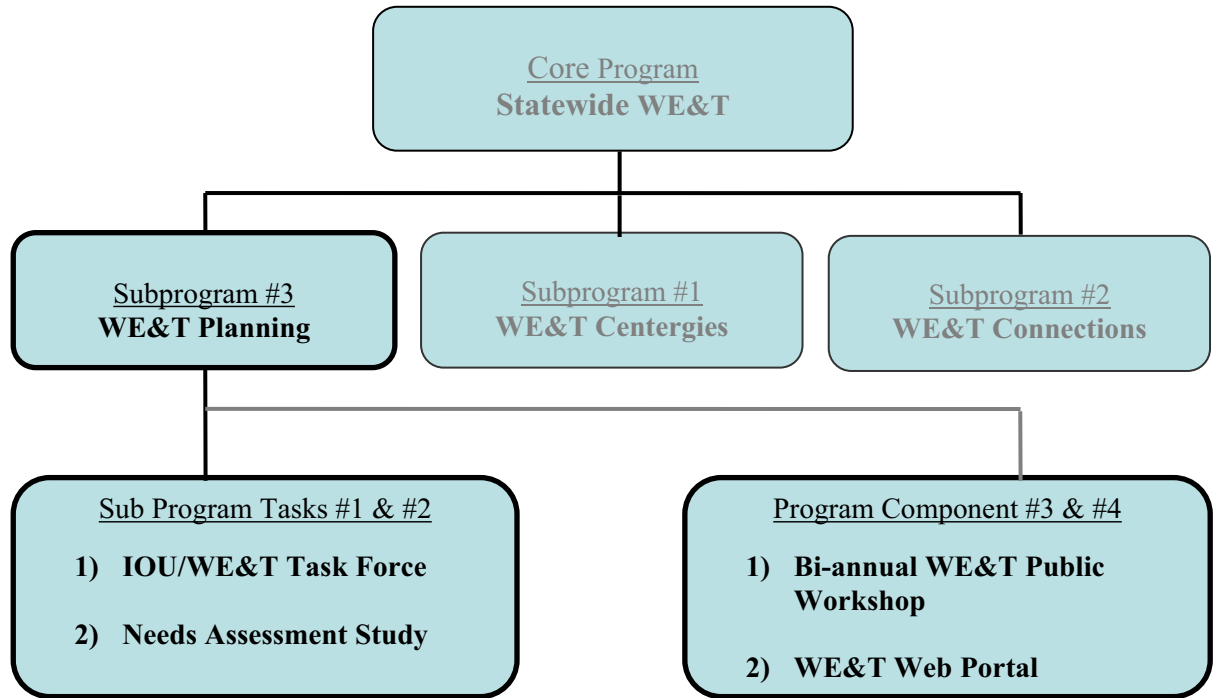 Core Program
Statewide WE&T
Subprogram #3
WE&T Planning
Subprogram #1
WE&T Centergies
Subprogram #2
WE&T Connections
Sub Program Tasks #1 & #2
1) IOU/WE&T Task Force
2) Needs Assessment Study
Program Component #3 & #4
1) Bi-annual WE&T Public
Workshop
2) WE&T Web Portal